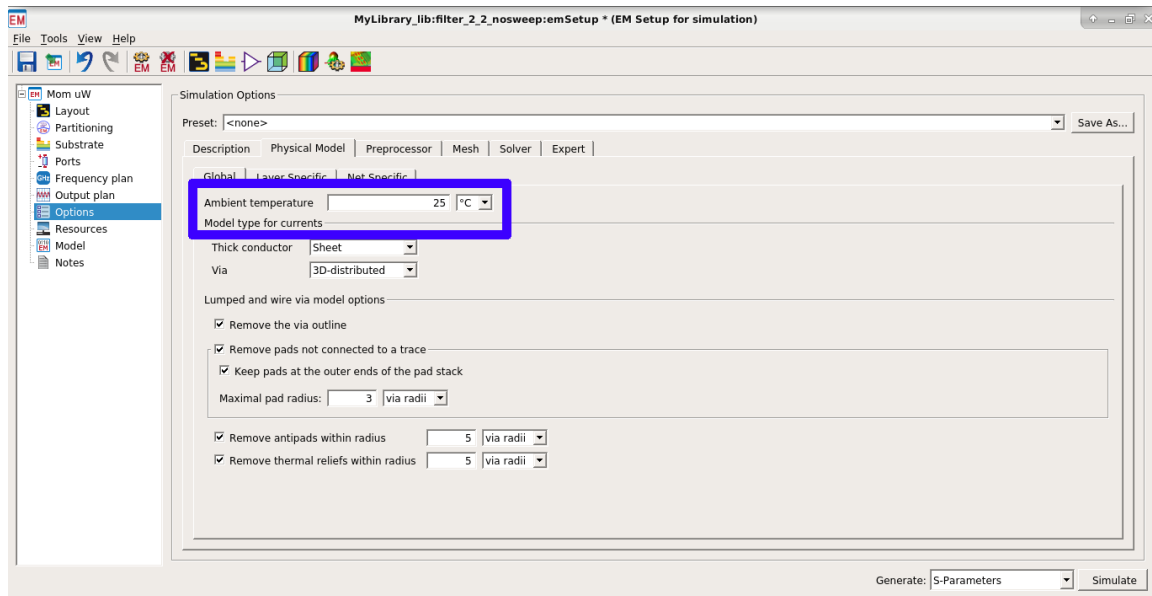 EM MyLibrary_lib:filter_2_2_nosweep:emSetup * (EM Setup for simulation)
File Tools View Help
EM EM EM
EM Mom uW
Layout
Partitioning
Substrate
Ports
GHz Frequency plan
Output plan
Options
Resources
EM Model
Notes
Simulation Options
Preset: <none> Save As...
Description Physical Model Preprocessor Mesh Solver Expert
Global Layer Specific Net Specific
Ambient temperature 25 °C
Model type for currents
Thick conductor Sheet
Via 3D-distributed
Lumped and wire via model options
Remove the via outline
Remove pads not connected to a trace
Keep pads at the outer ends of the pad stack
Maximal pad radius: 3 via radii
Remove antipads within radius 5 via radii
Remove thermal reliefs within radius 5 via radii
Generate: S-Parameters Simulate